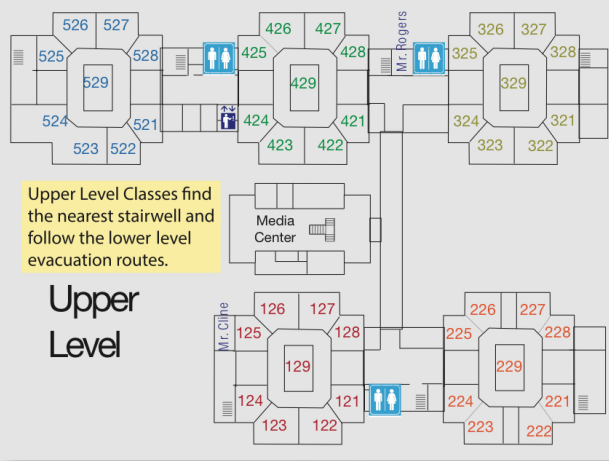 526 527
525 528
529
524 521
523 522
426 427
425 428
429
424 421
423 422
Mr. Rogers
326 327
325 328
329
324 321
323 322
Upper Level Classes find
the nearest stairwell and
follow the lower level
evacuation routes.
Media
Center
Upper
Level
Mr. Cline
126 127
125 128
129
124 121
123 122
226 227
225 228
229
224 221
223 222